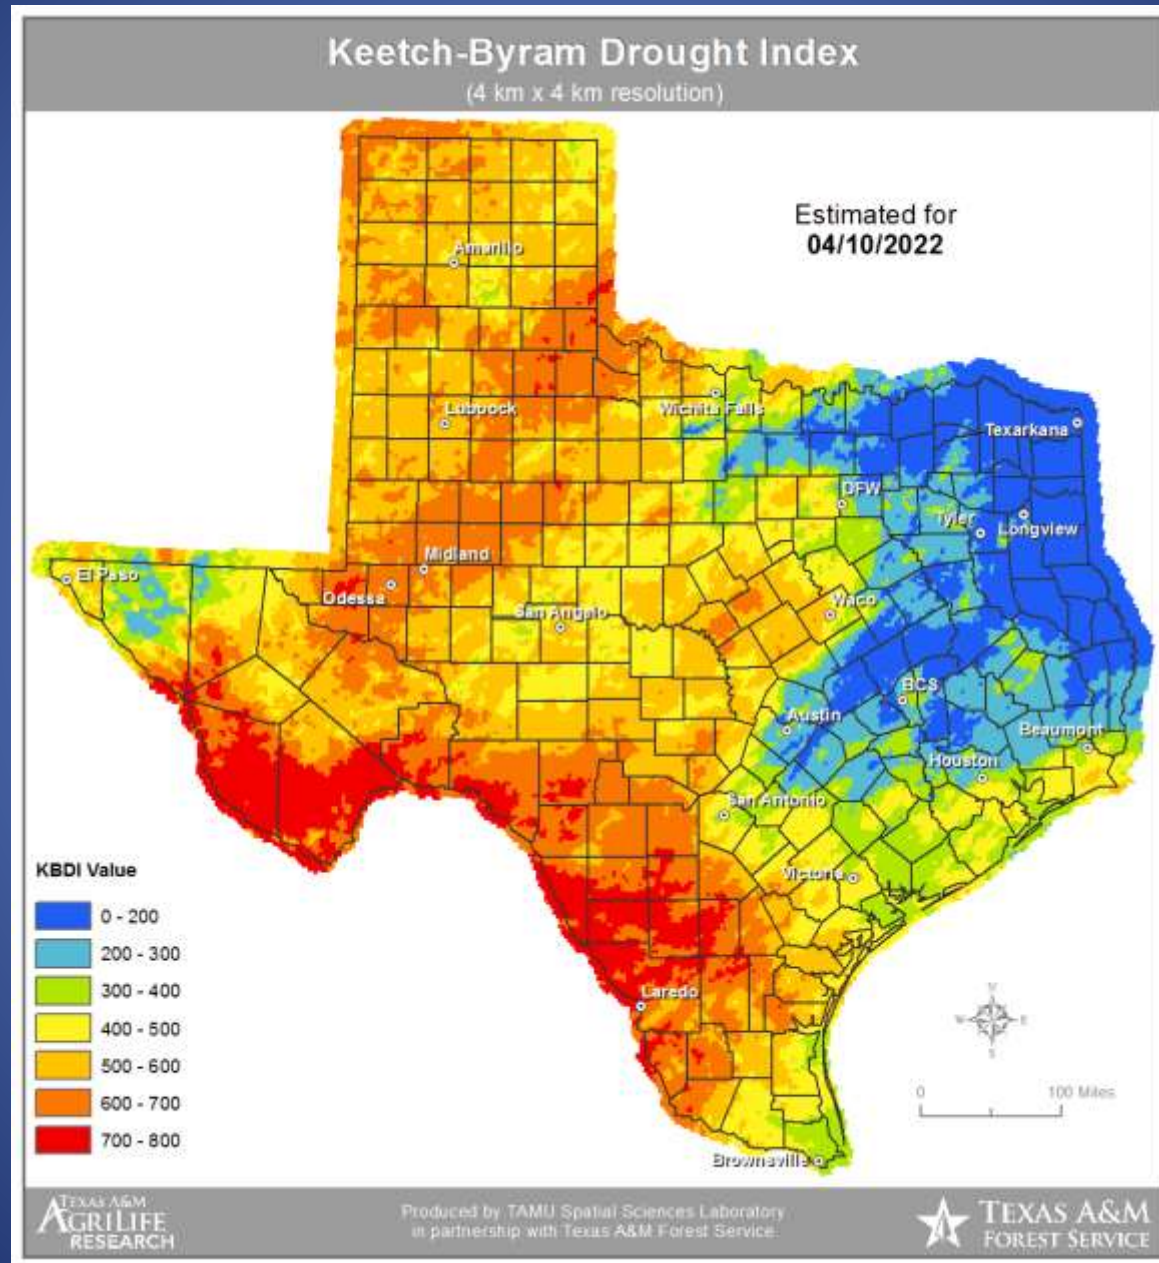 Keetch-Byram Drought Index
(4 km x 4 km resolution)
Estimated for
04/10/2022
Amarillo
Lubbock
Wichita Falls
Texarkana
DFW
Tyler
Longview
Midland
El Paso
Odessa
San Angelo
Waco
BCS
Austin
Beaumont
Houston
San Antonio
Victoria
Laredo
Brownsville
KBDI Value
0 - 200
200 - 300
300 - 400
400 - 500
500 - 600
600 - 700
700 - 800
N
W
E
S
0 100 Miles
TEXAS A&M
AGRILIFE
RESEARCH
Produced by TAMU Spatial Sciences Laboratory
in partnership with Texas A&M Forest Service.
TEXAS A&M
FOREST SERVICE